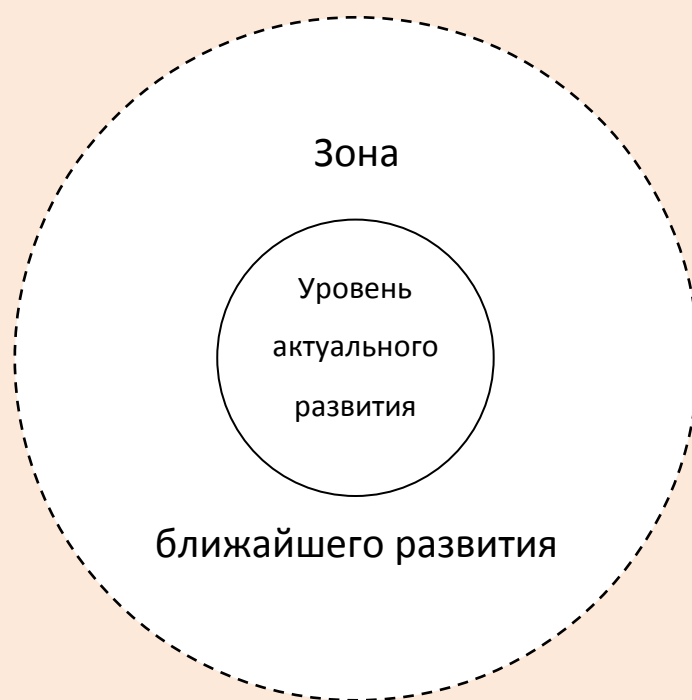 Зона
Уровень
актуального
развития
ближайшего развития